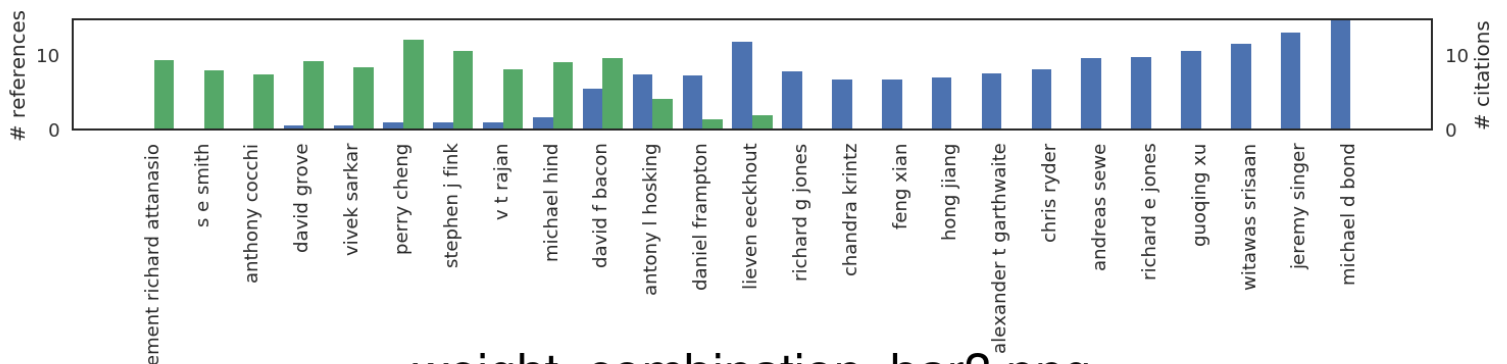 # references
10
0
10
0
# citations
ement richard attanasio
s e smith
anthony cocchi
david grove
vivek sarkar
perry cheng
stephen j fink
v t rajan
michael hind
david f bacon
antony l hosking
daniel frampton
lieven eeckhout
richard g jones
chandra krintz
feng xian
hong jiang
alexander t garthwaite
chris ryder
andreas sewe
richard e jones
guoqing xu
witawas srisaan
jeremy singer
michael d bond